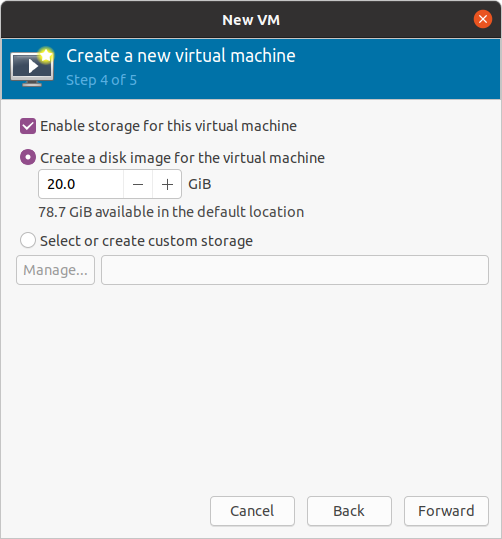 New VM
Create a new virtual machine
Step 4 of 5
Enable storage for this virtual machine
Create a disk image for the virtual machine
20.0 − + GiB
78.7 GiB available in the default location
Select or create custom storage
Manage...
Cancel Back Forward